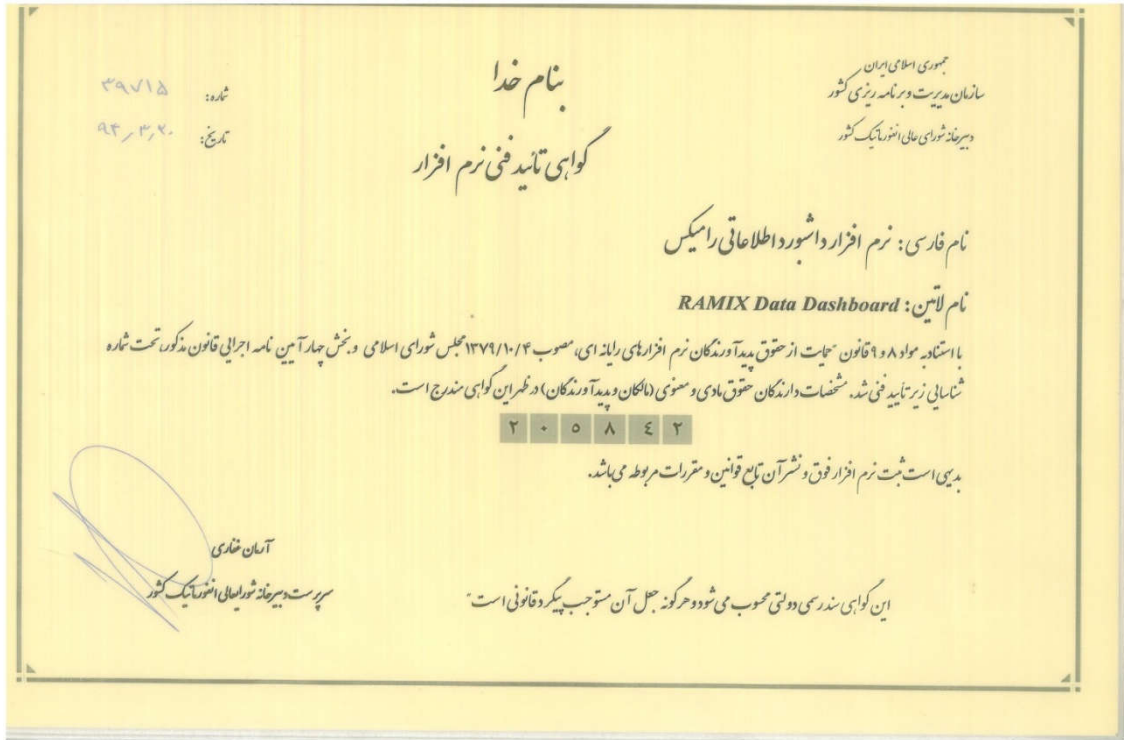 بنام خدا
جمهوری اسلامی ایران
سازمان مدیریت و برنامه ریزی کشور
دبیرخانه شورای عالی انفورماتیک کشور
شماره: ۳۹۷۱۵
تاریخ: ۹۴,۳,۲۰
گواهی تائید فنی نرم افزار
نام فارسی: نرم افزار داشبورد اطلاعاتی رامیکس
نام لاتین: RAMIX Data Dashboard
با استناد به مواد ۸ و ۹ قانون "حمایت از حقوق پدیدآورندگان نرم افزارهای رایانه ای، مصوب ۱۳۷۹/۱۰/۴ مجلس شورای اسلامی و بخش چهار آیین نامه اجرایی قانون مذکور، تحت شماره
شناسایی زیر تأیید فنی شد. مشخصات دارندگان حقوق مادی و معنوی (مالکان و پدیدآورندگان) در ظهر این گواهی مندرج است.
۲۰۵۸۴۲
بدیهی است ثبت نرم افزار فوق و نشر آن تابع قوانین و مقررات مربوطه می باشد.
آرمان غفاری
سرپرست دبیرخانه شورایعالی انفورماتیک کشور
این گواهی سند رسمی دولتی محسوب می شود و هرگونه جعل آن مستوجب پیگرد قانونی است"